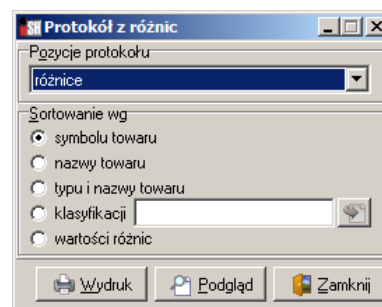 SH Protokół z różnic
Pozycje protokołu
różnice
Sortowanie wg
symbolu towaru
nazwy towaru
typu i nazwy towaru
klasyfikacji
wartości różnic
Wydruk Podgląd Zamknij